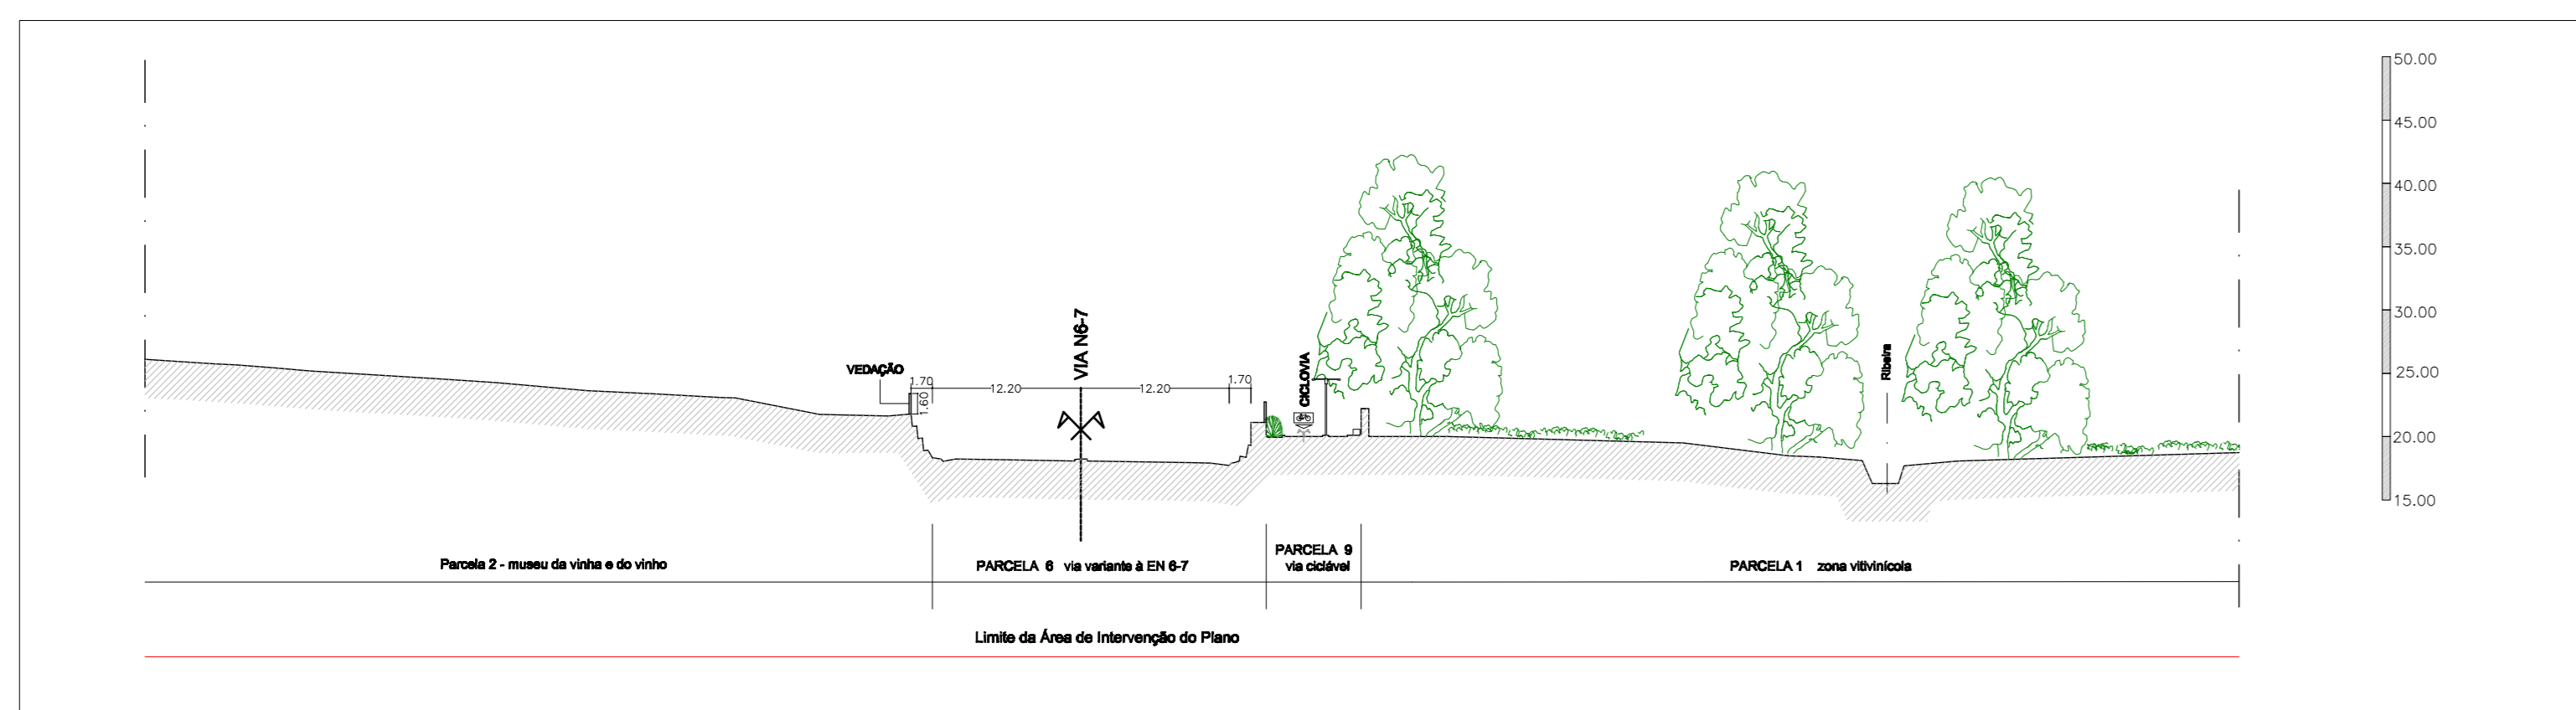 50.00
45.00
40.00
35.00
30.00
25.00
20.00
15.00
VIA N6-7
VEDAÇÃO
1.70
12.20
12.20
1.70
1.60
CICLOVIA
Ribeira
Parcela 2 - museu da vinha e do vinho
PARCELA 6 via variante à EN 6-7
PARCELA 9
via ciclável
PARCELA 1 zona vitivinícola
Limite da Área de Intervenção do Plano